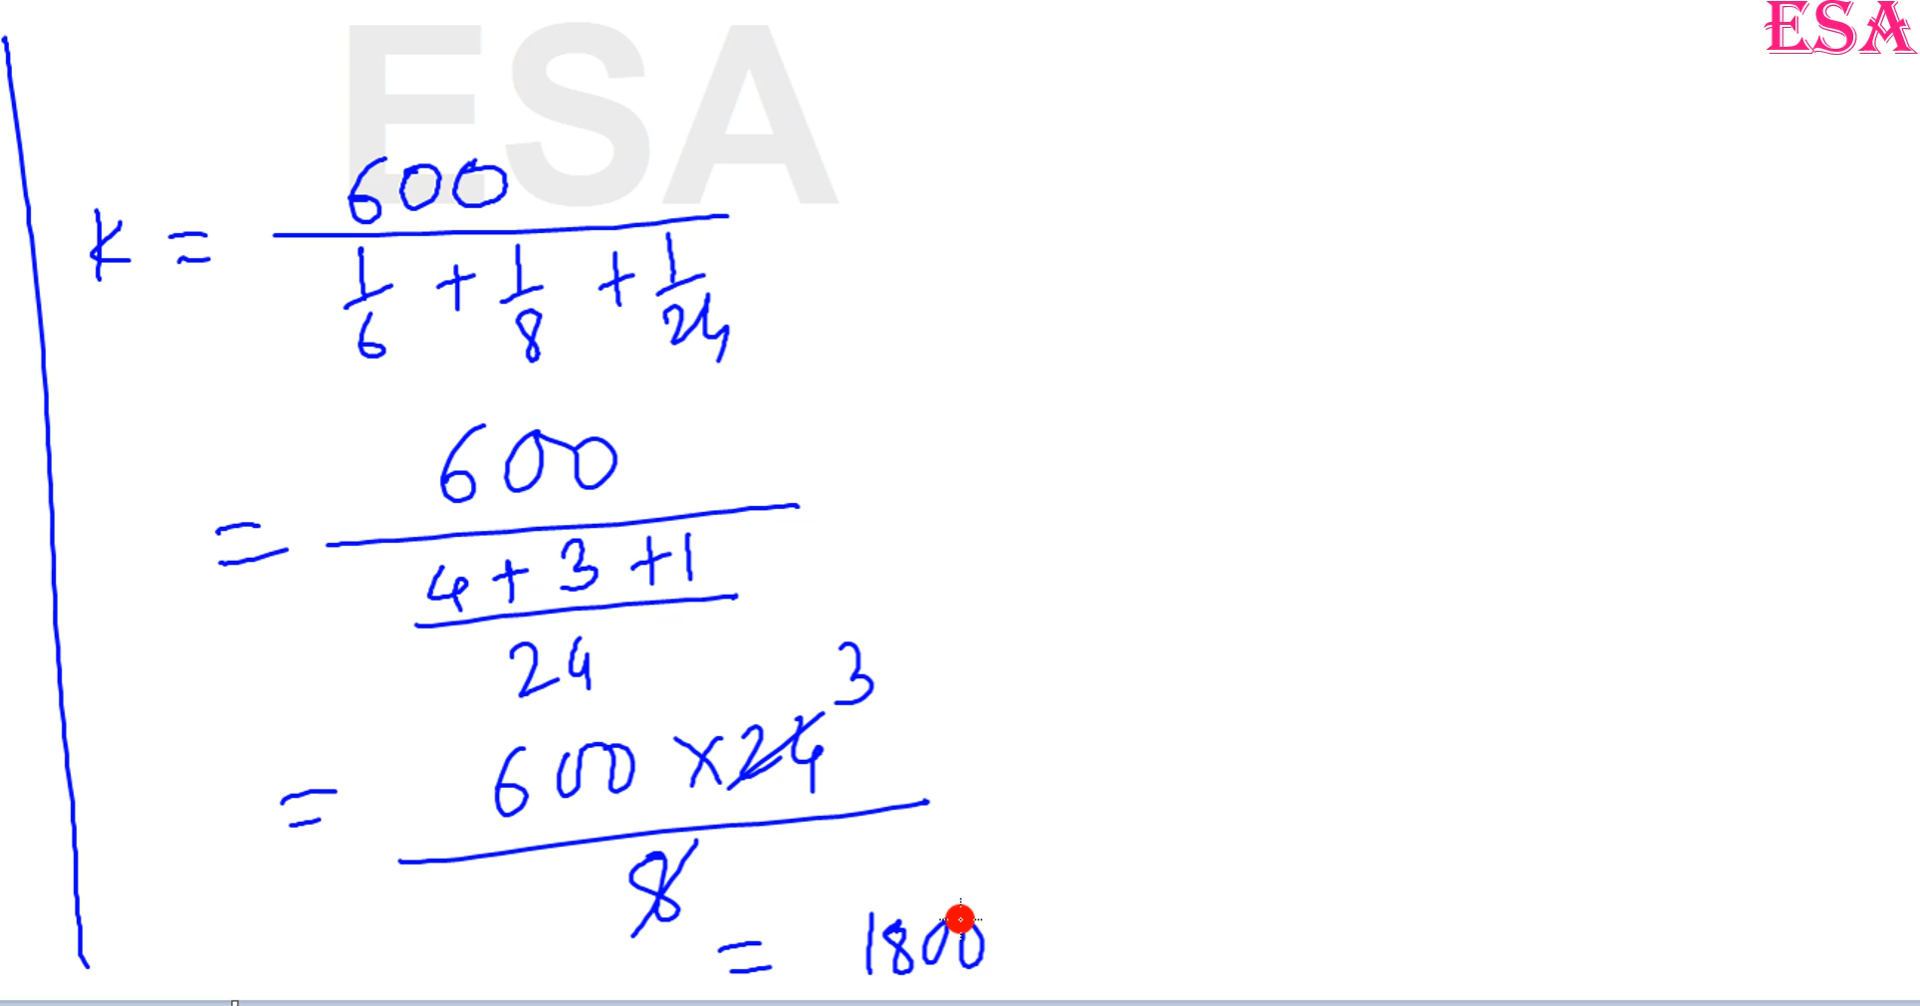 ESA
ESA
K = 600
1/6 + 1/8 + 1/24
= 600
4 + 3 + 1
24
3
= 600 × 24
8
= 1800